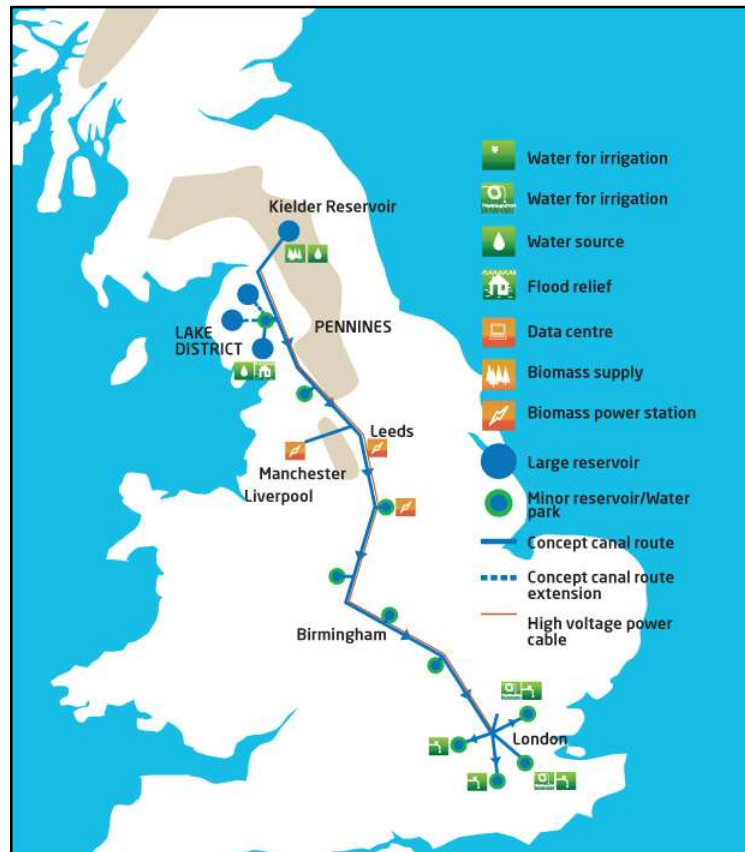 Kielder Reservoir
PENNINES
LAKE
DISTRICT
Leeds
Manchester
Liverpool
Birmingham
London
Water for irrigation
Water for irrigation
Water source
Flood relief
Data centre
Biomass supply
Biomass power station
Large reservoir
Minor reservoir/Water
park
Concept canal route
Concept canal route
extension
High voltage power
cable